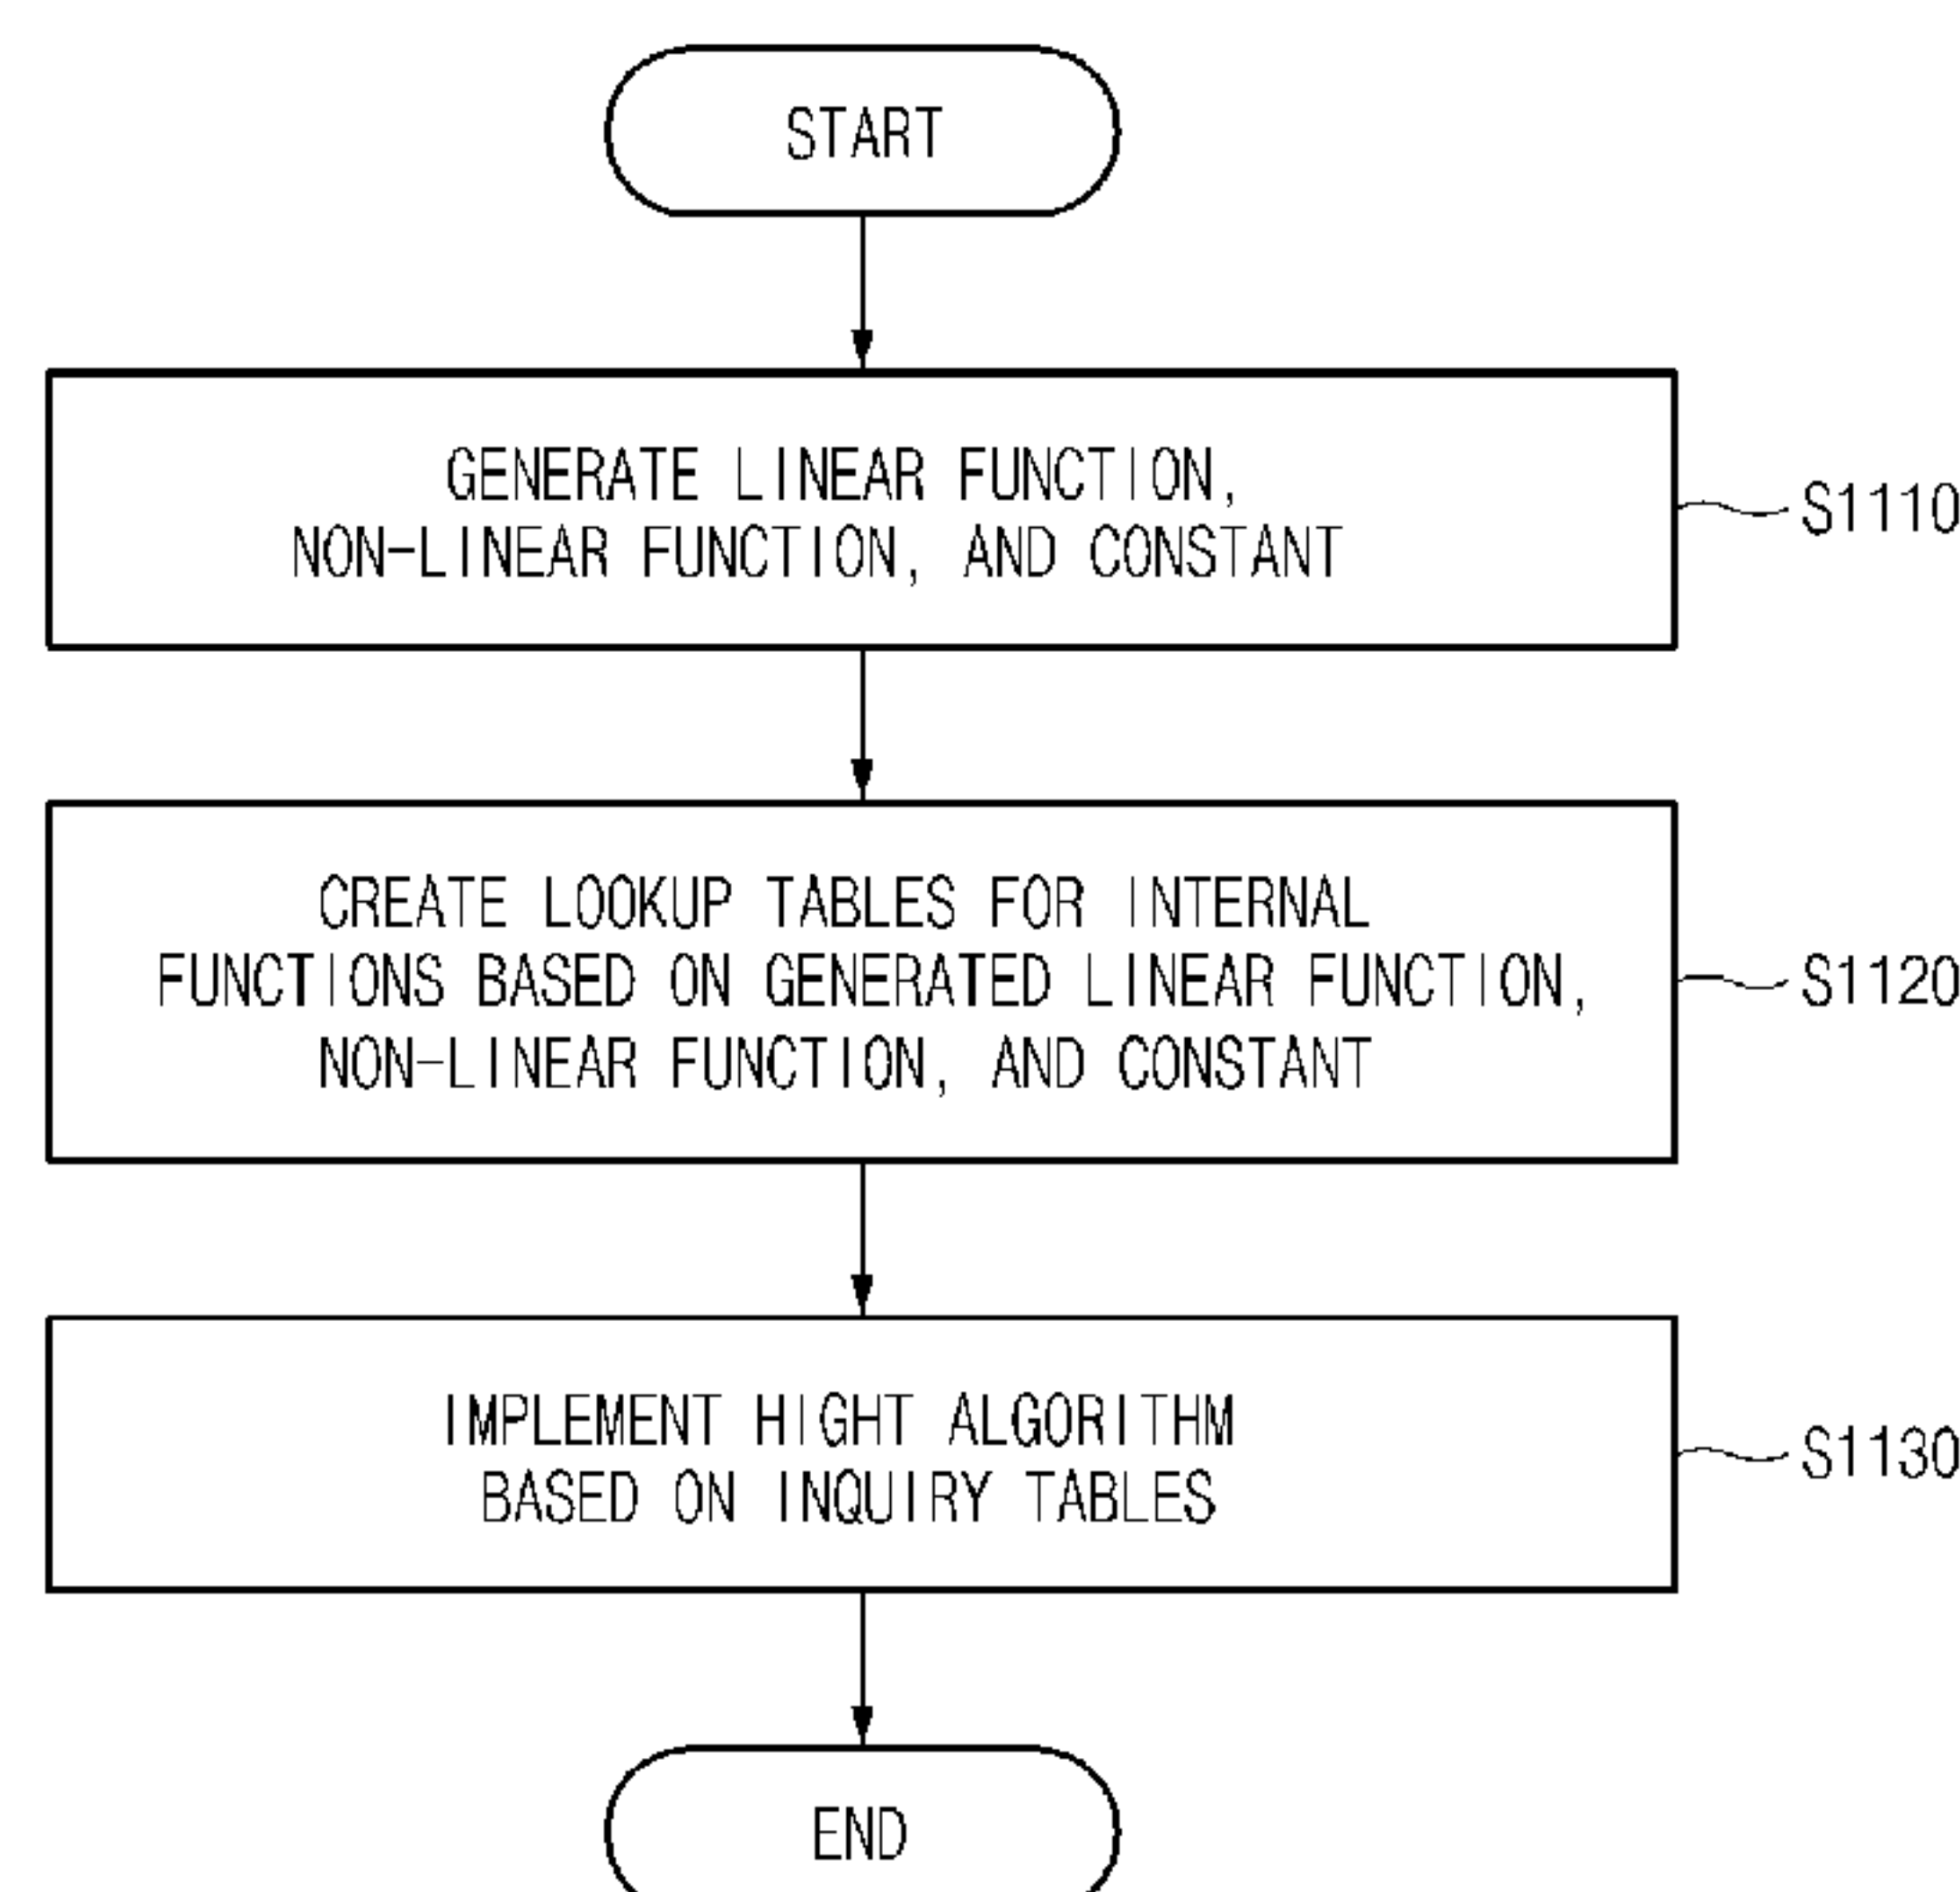 START
GENERATE LINEAR FUNCTION,
NON-LINEAR FUNCTION, AND CONSTANT
S1110
CREATE LOOKUP TABLES FOR INTERNAL
FUNCTIONS BASED ON GENERATED LINEAR FUNCTION,
NON-LINEAR FUNCTION, AND CONSTANT
S1120
IMPLEMENT HIGHT ALGORITHM
BASED ON INQUIRY TABLES
S1130
END